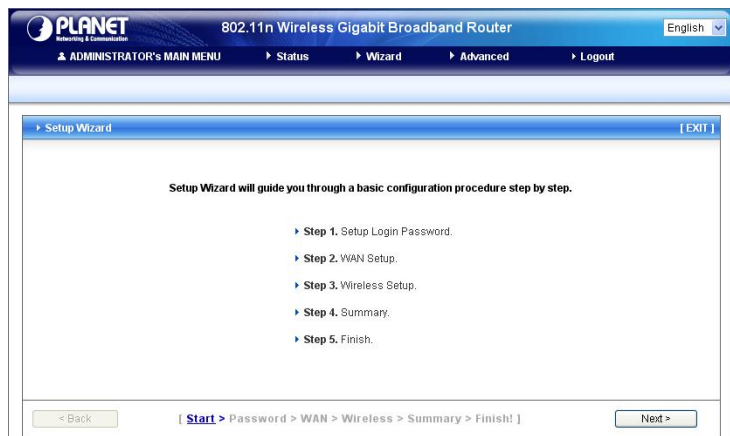 PLANET
Networking & Communication
802.11n Wireless Gigabit Broadband Router
English
ADMINISTRATOR's MAIN MENU Status Wizard Advanced Logout
Setup Wizard [ EXIT ]
Setup Wizard will guide you through a basic configuration procedure step by step.
Step 1. Setup Login Password.
Step 2. WAN Setup.
Step 3. Wireless Setup.
Step 4. Summary.
Step 5. Finish.
< Back [ Start > Password > WAN > Wireless > Summary > Finish! ] Next >